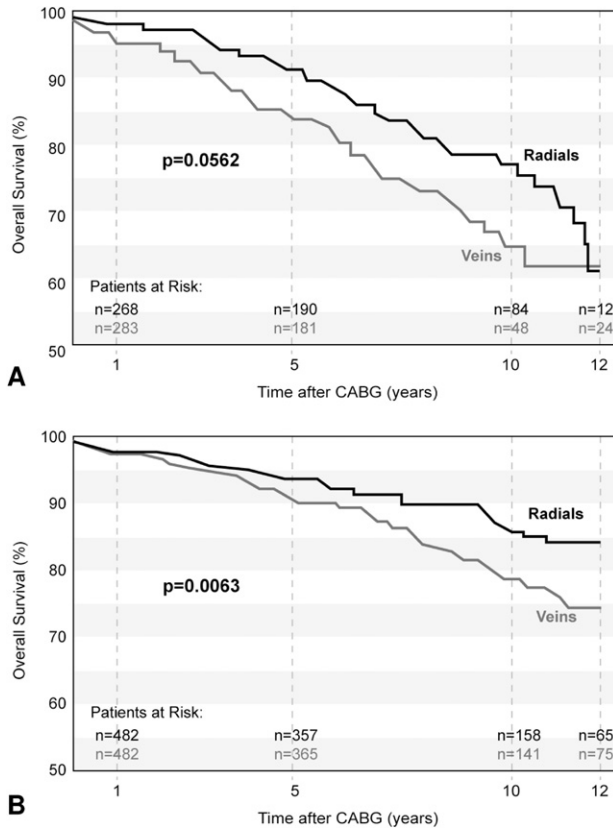 100
90
80
70
60
50
Overall Survival (%)
p=0.0562
Radials
Veins
Patients at Risk:
n=268 n=190 n=84 n=12
n=283 n=181 n=48 n=24
1 5 10 12
Time after CABG (years)
A
100
90
80
70
60
50
Overall Survival (%)
p=0.0063
Radials
Veins
Patients at Risk:
n=482 n=357 n=158 n=65
n=482 n=365 n=141 n=75
1 5 10 12
Time after CABG (years)
B